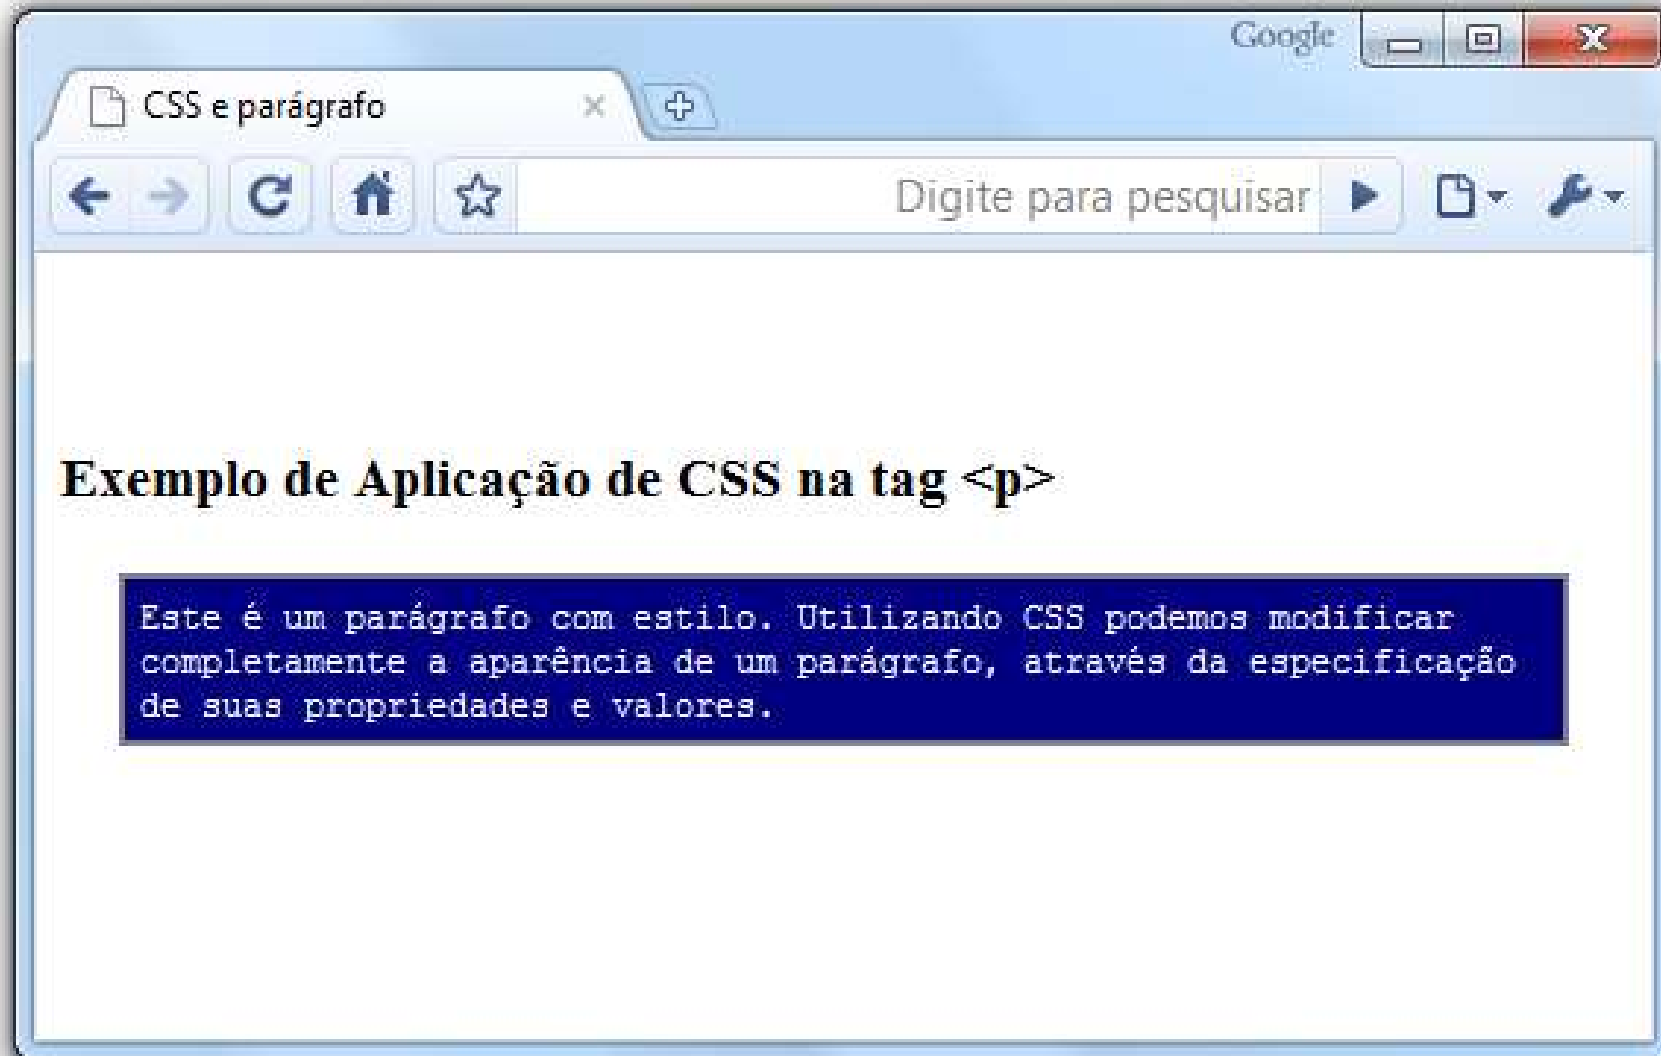 Google
CSS e parágrafo
Digite para pesquisar
Exemplo de Aplicação de CSS na tag <p>
Este é um parágrafo com estilo. Utilizando CSS podemos modificar
completamente a aparência de um parágrafo, através da especificação
de suas propriedades e valores.